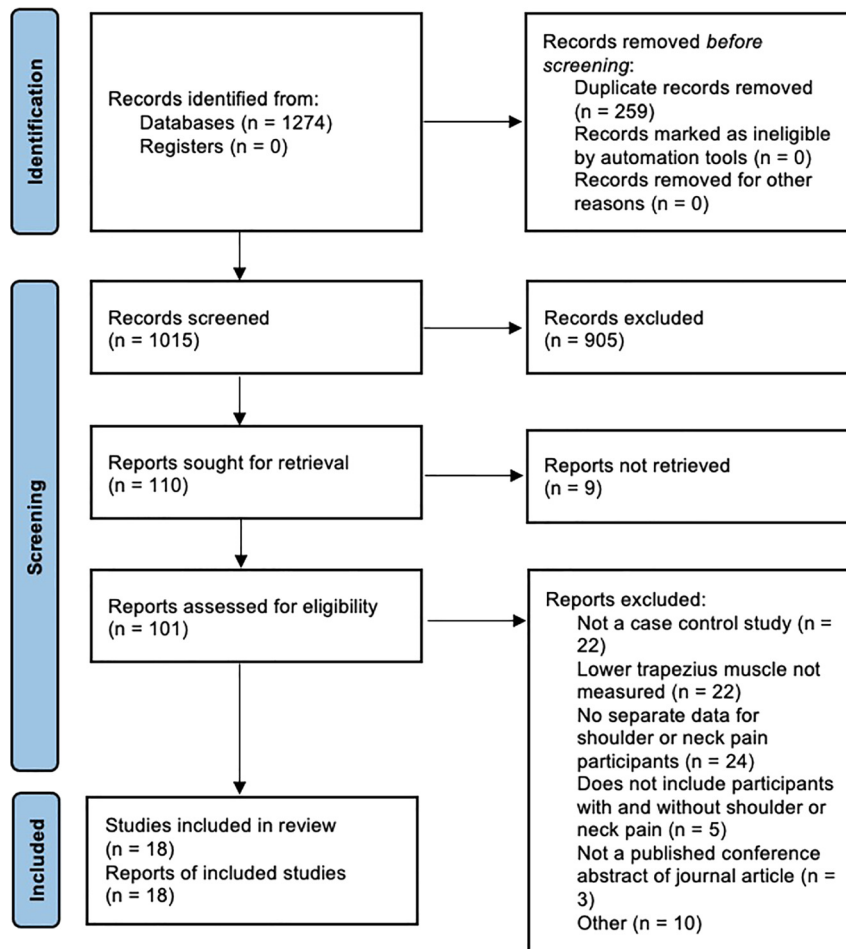 Identification
Records identified from:
Databases (n = 1274)
Registers (n = 0)
Records removed before
screening:
Duplicate records removed
(n = 259)
Records marked as ineligible
by automation tools (n = 0)
Records removed for other
reasons (n = 0)
Screening
Records screened
(n = 1015)
Records excluded
(n = 905)
Reports sought for retrieval
(n = 110)
Reports not retrieved
(n = 9)
Reports assessed for eligibility
(n = 101)
Reports excluded:
Not a case control study (n =
22)
Lower trapezius muscle not
measured (n = 22)
No separate data for
shoulder or neck pain
participants (n = 24)
Does not include participants
with and without shoulder or
neck pain (n = 5)
Not a published conference
abstract of journal article (n =
3)
Other (n = 10)
Included
Studies included in review
(n = 18)
Reports of included studies
(n = 18)